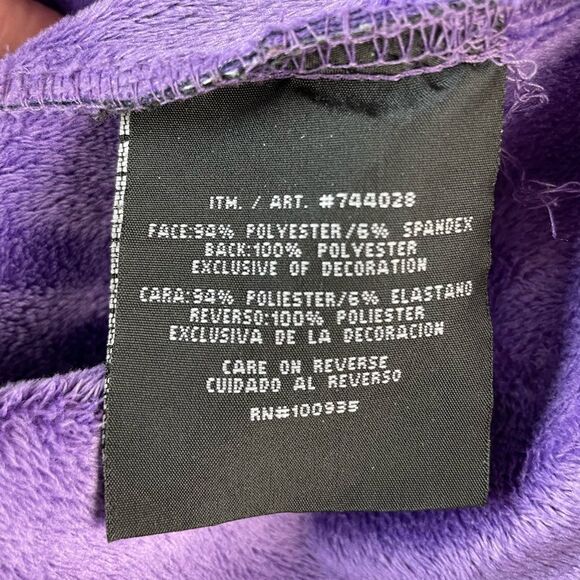 ITM. / ART. #744028
FACE:94% POLYESTER/6% SPANDEX
BACK:100% POLYESTER
EXCLUSIVE OF DECORATION
CARA:94% POLIESTER/6% ELASTANO
REVERSO:100% POLIESTER
EXCLUSIVA DE LA DECORACION
CARE ON REVERSE
CUIDADO AL REVERSO
RN#100935